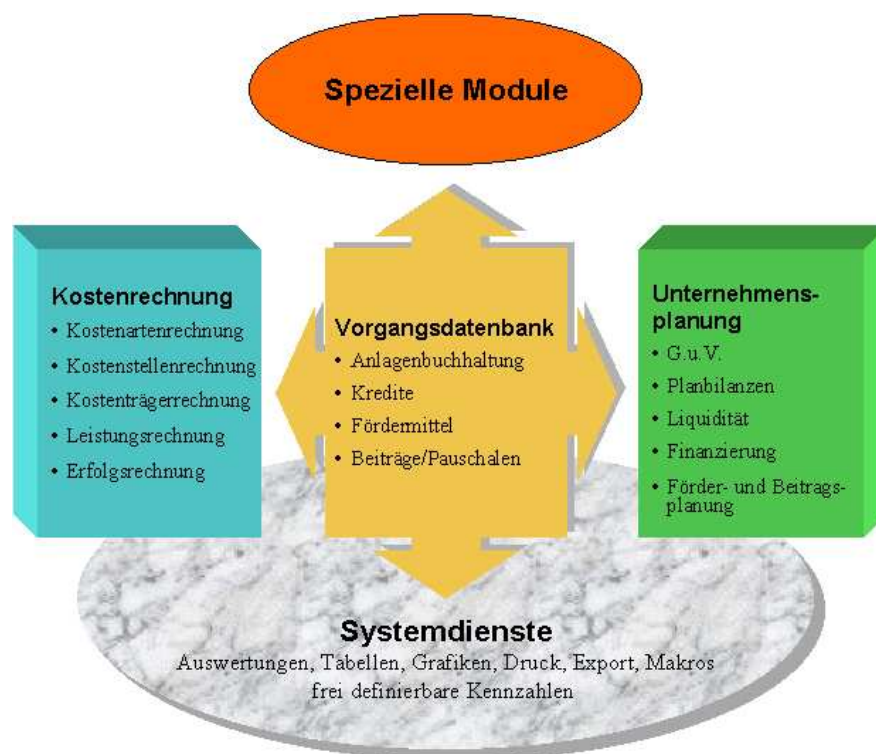 Spezielle Module
Kostenrechnung
• Kostenartenrechnung
• Kostenstellenrechnung
• Kostenträgerrechnung
• Leistungsrechnung
• Erfolgsrechnung
Vorgangsdatenbank
• Anlagenbuchhaltung
• Kredite
• Fördermittel
• Beiträge/Pauschalen
Unternehmens-
planung
• G.u.V.
• Planbilanzen
• Liquidität
• Finanzierung
• Förder- und Beitrags-
planung
Systemdienste
Auswertungen, Tabellen, Grafiken, Druck, Export, Makros
frei definierbare Kennzahlen